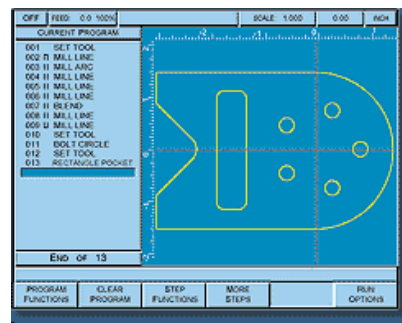 OFF FEED: 0.0 100% SCALE: 1.000 0.00 INCH
CURRENT PROGRAM
001 SET TOOL
002 MILL LINE
003 MILL ARC
004 MILL LINE
005 MILL LINE
006 MILL LINE
007 BLEND
008 MILL LINE
009 MILL LINE
010 SET TOOL
011 BOLT CIRCLE
012 SET TOOL
013 RECTANGLE POCKET
END OF 13
PROGRAM FUNCTIONS
CLEAR PROGRAM
STEP FUNCTIONS
MORE STEPS
RUN OPTIONS